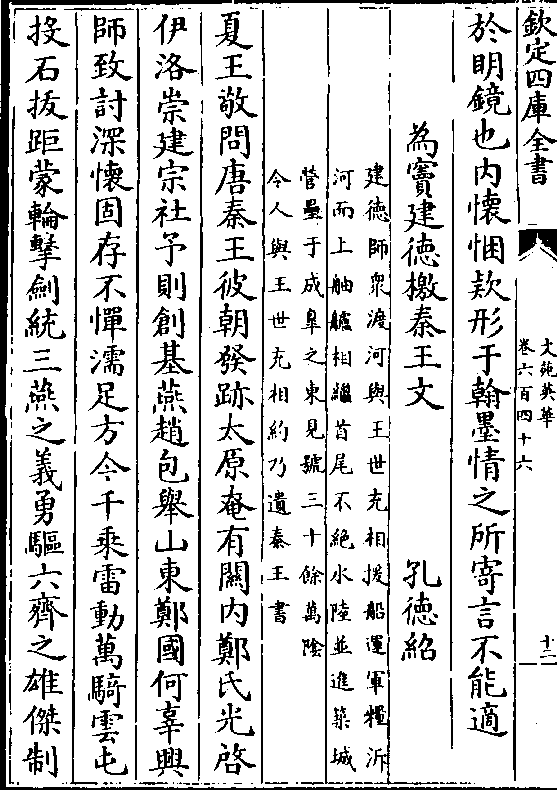 欽定四庫全書
文苑英華
卷六百四十六
十二
於明鏡也内懐悃欵形于翰墨情之所寄言不能適
為竇建德檄秦王文 孔德紹
建德師衆渡河與王世充相援船運軍糧泝
河而上舳艫相繼首尾不絶水陸並進築城
營壘于成臯之東見號三十餘萬陰
令人與王世充相約乃遺秦王書
夏王敬問唐秦王彼朝發跡太原奄有關内鄭氏光啓
伊洛崇建宗社予則創基燕趙包舉山東鄭國何辜興
師致討深懐固存不憚濡足方今千乘雷動萬騎雲屯
投石抜距蒙輪擊劍統三燕之義勇驅六齊之雄傑制